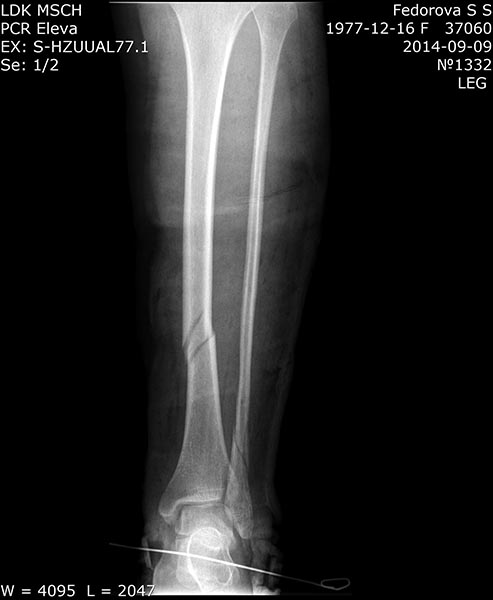 LDK MSCH
PCR Eleva
EX: S-HZUUAL77.1
Se: 1/2
Fedorova S S
1977-12-16 F 37060
2014-09-09
№1332
LEG
W = 4095 L = 2047